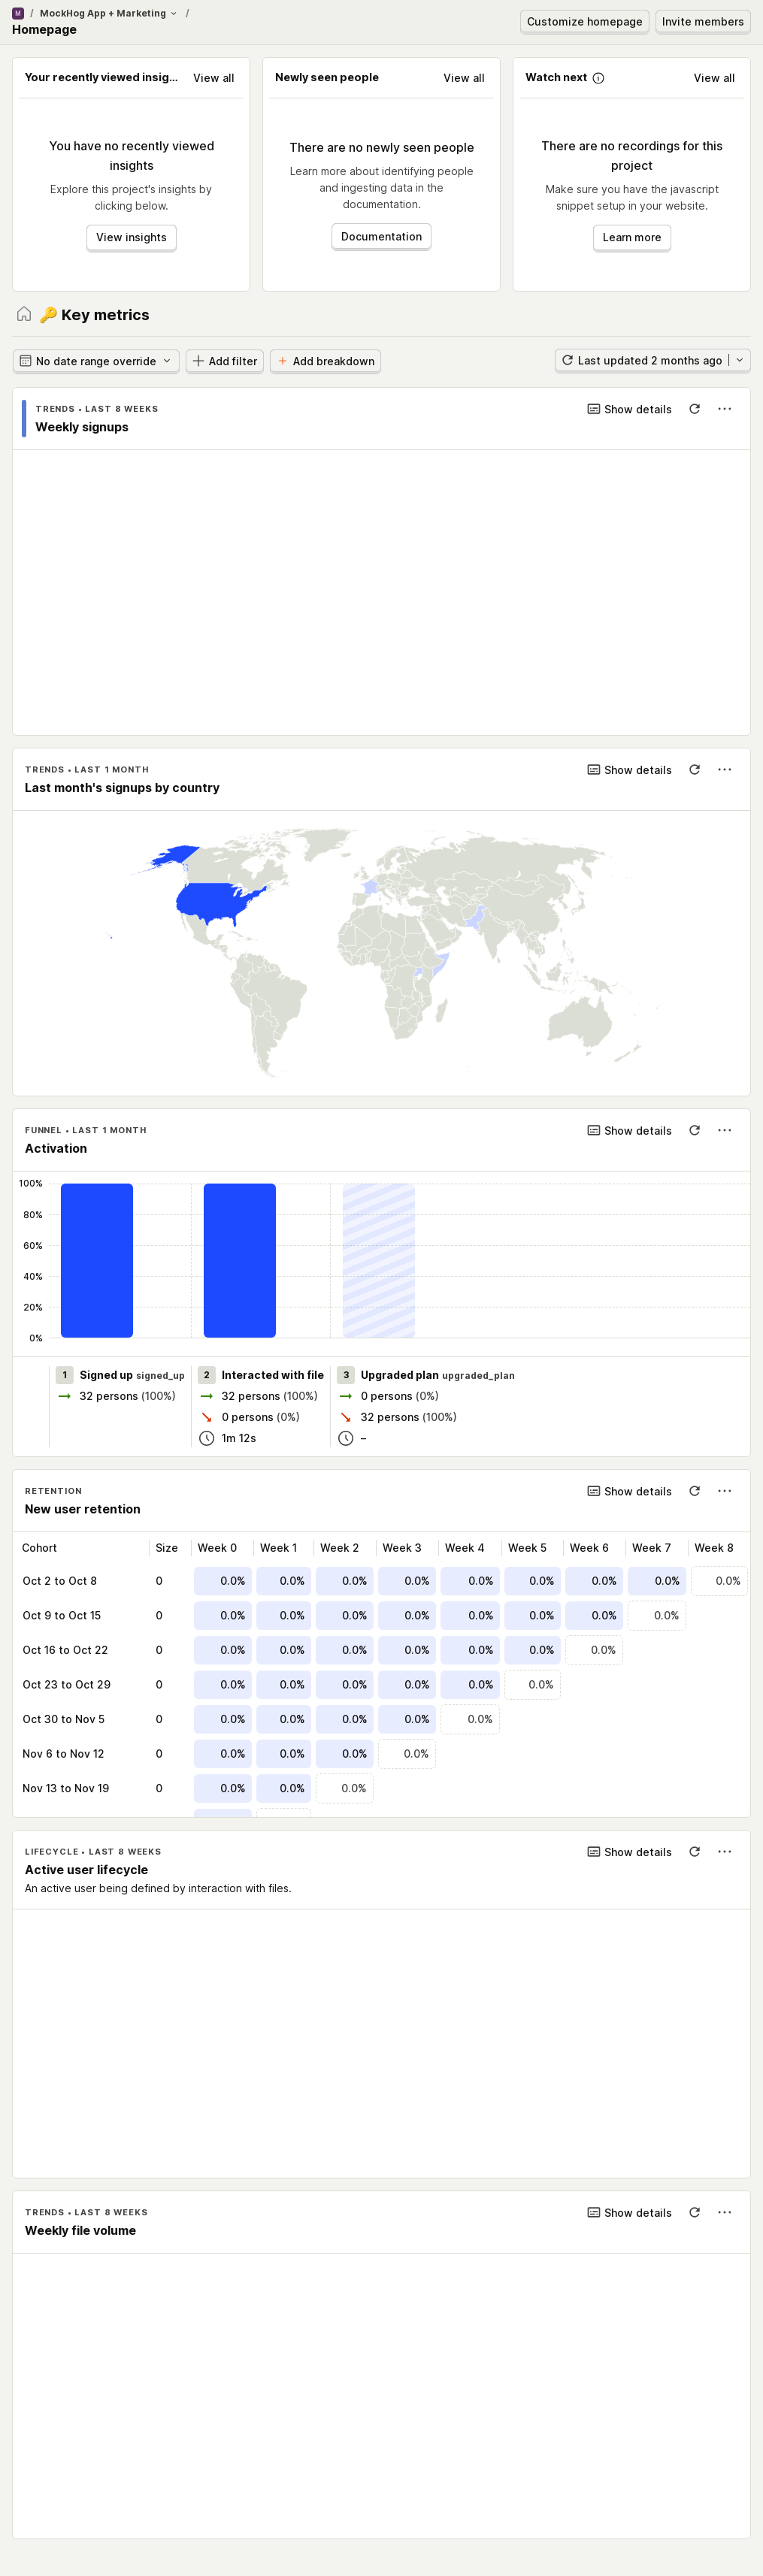 M / MockHog App + Marketing /
Homepage
Customize homepage
Invite members
Your recently viewed insig...
View all
You have no recently viewed
insights
Explore this project's insights by
clicking below.
View insights
Newly seen people
View all
There are no newly seen people
Learn more about identifying people
and ingesting data in the
documentation.
Documentation
Watch next
View all
There are no recordings for this
project
Make sure you have the javascript
snippet setup in your website.
Learn more
🔑 Key metrics
No date range override
Add filter
Add breakdown
Last updated 2 months ago
TRENDS • LAST 8 WEEKS
Weekly signups
Show details
TRENDS • LAST 1 MONTH
Last month's signups by country
Show details
FUNNEL • LAST 1 MONTH
Activation
Show details
100%
80%
60%
40%
20%
0%
1 Signed up signed_up
32 persons (100%)
2 Interacted with file
32 persons (100%)
0 persons (0%)
1m 12s
3 Upgraded plan upgraded_plan
0 persons (0%)
32 persons (100%)
–
RETENTION
New user retention
Show details
Cohort Size Week 0 Week 1 Week 2 Week 3 Week 4 Week 5 Week 6 Week 7 Week 8
Oct 2 to Oct 8 0 0.0% 0.0% 0.0% 0.0% 0.0% 0.0% 0.0% 0.0% 0.0%
Oct 9 to Oct 15 0 0.0% 0.0% 0.0% 0.0% 0.0% 0.0% 0.0% 0.0%
Oct 16 to Oct 22 0 0.0% 0.0% 0.0% 0.0% 0.0% 0.0% 0.0%
Oct 23 to Oct 29 0 0.0% 0.0% 0.0% 0.0% 0.0% 0.0%
Oct 30 to Nov 5 0 0.0% 0.0% 0.0% 0.0% 0.0%
Nov 6 to Nov 12 0 0.0% 0.0% 0.0% 0.0%
Nov 13 to Nov 19 0 0.0% 0.0% 0.0%
LIFECYCLE • LAST 8 WEEKS
Active user lifecycle
An active user being defined by interaction with files.
Show details
TRENDS • LAST 8 WEEKS
Weekly file volume
Show details